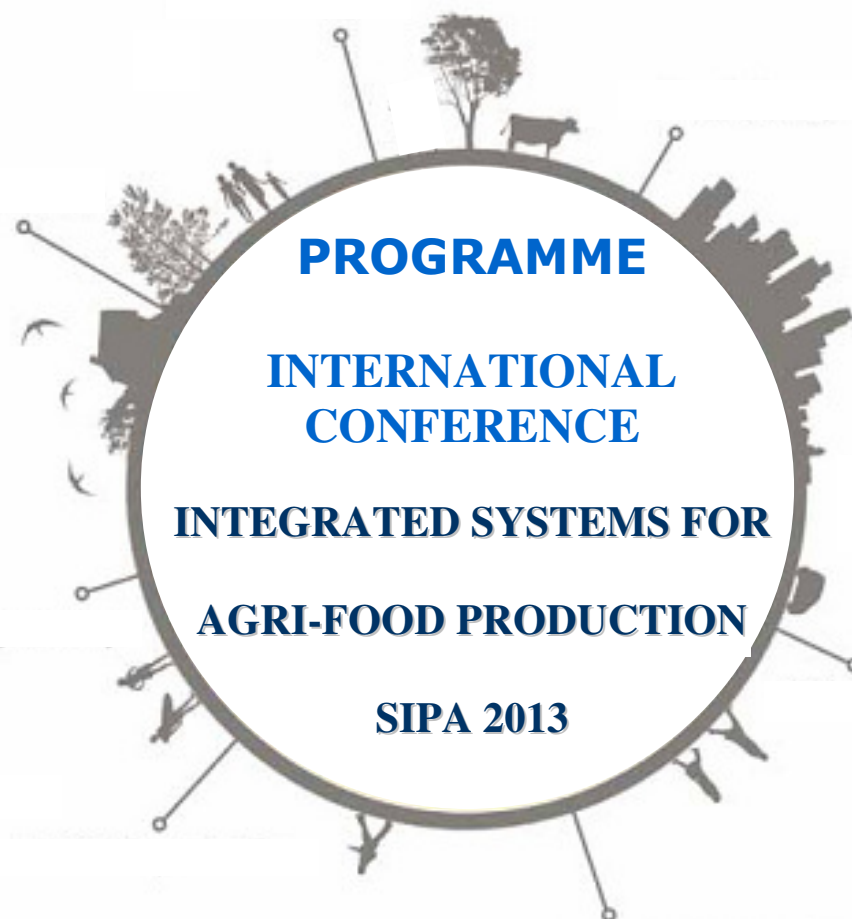 PROGRAMME
INTERNATIONAL
CONFERENCE
INTEGRATED SYSTEMS FOR
AGRI-FOOD PRODUCTION
SIPA 2013